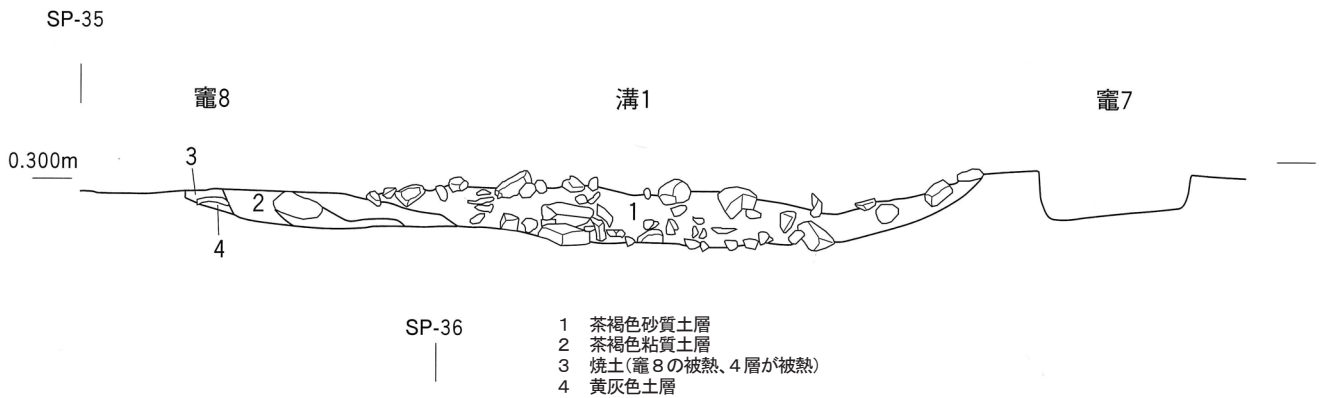 SP-35
竈8 溝1 竈7
0.300m
3
2
1
4
SP-36
1 茶褐色砂質土層
2 茶褐色粘質土層
3 焼土(竈8の被熱、4層が被熱)
4 黄灰色土層